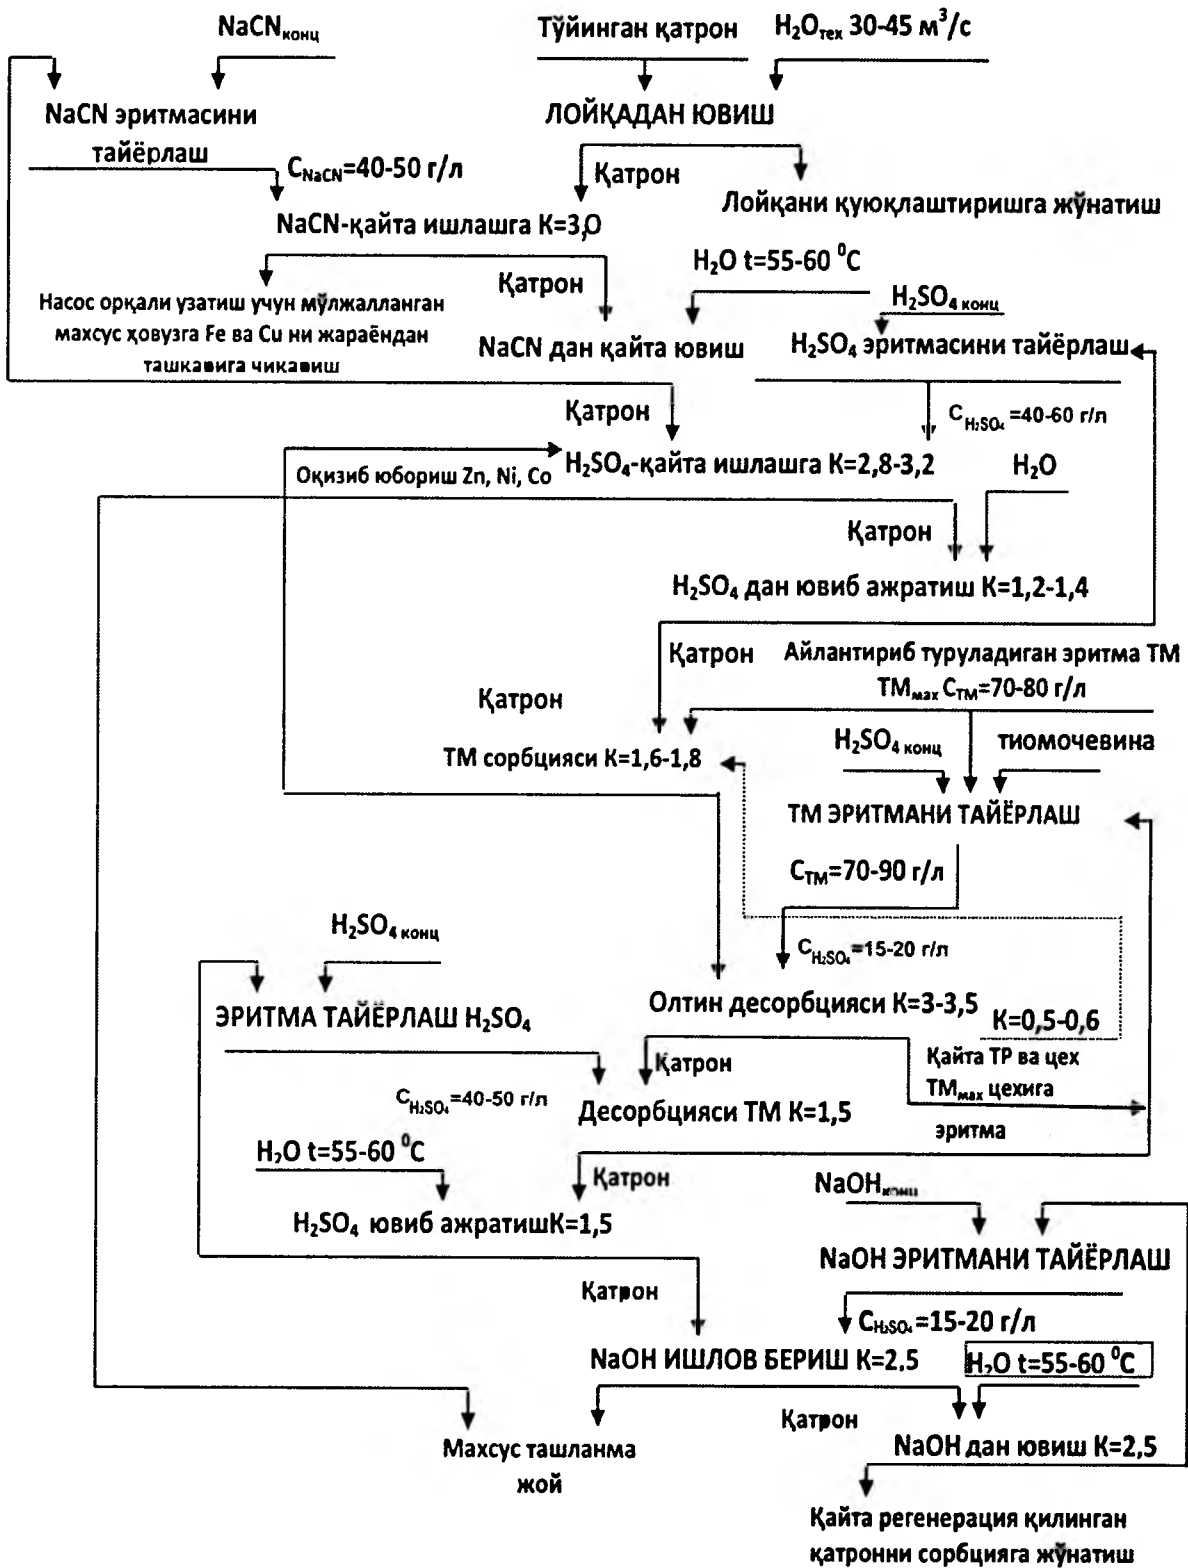 NaCNконц
Тўйинган қатрон
H₂Oтех 30-45 м³/с
NaCN эритмасини
тайёрлаш
ЛОЙҚАДАН ЮВИШ
CNaCN=40-50 г/л
Қатрон
Лойқани қуюқлаштиришга жўнатиш
NaCN-қайта ишлашга К=3,0
H₂O t=55-60 ⁰C
Қатрон
Насос орқали узатиш учун мўлжалланган
махсус ҳовузга Fe ва Cu ни жараёндан
ташкавига чикавиш
H₂SO₄ конц
NaCN дан қайта ювиш
H₂SO₄ эритмасини тайёрлаш
Қатрон
CH₂SO₄ =40-60 г/л
H₂SO₄-қайта ишлашга К=2,8-3,2
Оқизиб юбориш Zn, Ni, Co
H₂O
Қатрон
H₂SO₄ дан ювиб ажратиш К=1,2-1,4
Қатрон
Айлантириб туруладиган эритма ТМ
ТМмах CТМ=70-80 г/л
Қатрон
H₂SO₄ конц
тиомочевина
ТМ сорбцияси К=1,6-1,8
ТМ ЭРИТМАНИ ТАЙЁРЛАШ
CТМ=70-90 г/л
H₂SO₄ конц
CH₂SO₄=15-20 г/л
ЭРИТМА ТАЙЁРЛАШ H₂SO₄
Олтин десорбцияси К=3-3,5
К=0,5-0,6
Қатрон
Қайта ТР ва цех
ТМмах цехига
эритма
CH₂SO₄=40-50 г/л
Десорбцияси ТМ К=1,5
H₂O t=55-60 ⁰C
Қатрон
NaOHконц
H₂SO₄ ювиб ажратишК=1,5
NaOH ЭРИТМАНИ ТАЙЁРЛАШ
Қатрон
CH₂SO₄=15-20 г/л
NaOH ИШЛОВ БЕРИШ К=2,5
H₂O t=55-60 ⁰C
Қатрон
Махсус ташланма
жой
NaOH дан ювиш К=2,5
Қайта регенерация қилинган
қатронни сорбцияга жўнатиш